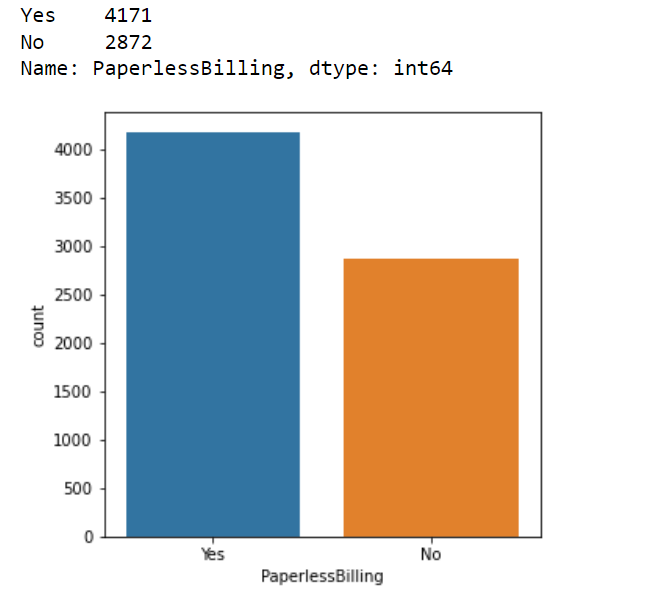 Yes    4171
No     2872
Name: PaperlessBilling, dtype: int64
4000
3500
3000
2500
2000
1500
1000
500
0
count
Yes No
PaperlessBilling